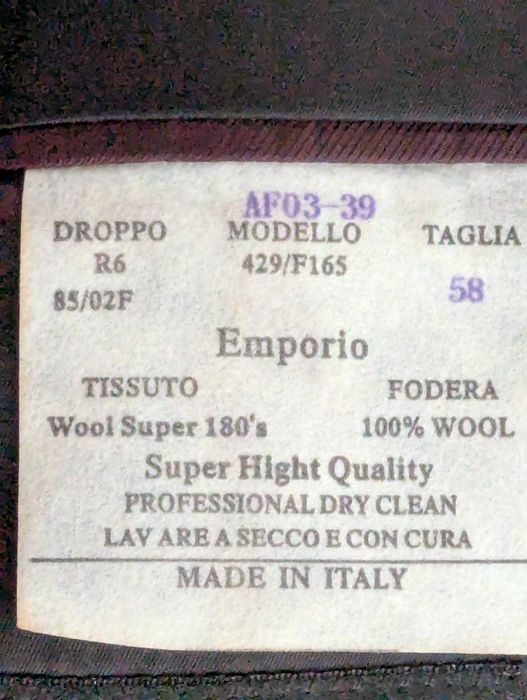 AF03-39
DROPPO MODELLO TAGLIA
R6 429/F165
85/02F 58
Emporio
TISSUTO FODERA
Wool Super 180's 100% WOOL
Super Hight Quality
PROFESSIONAL DRY CLEAN
LAV ARE A SECCO E CON CURA
MADE IN ITALY